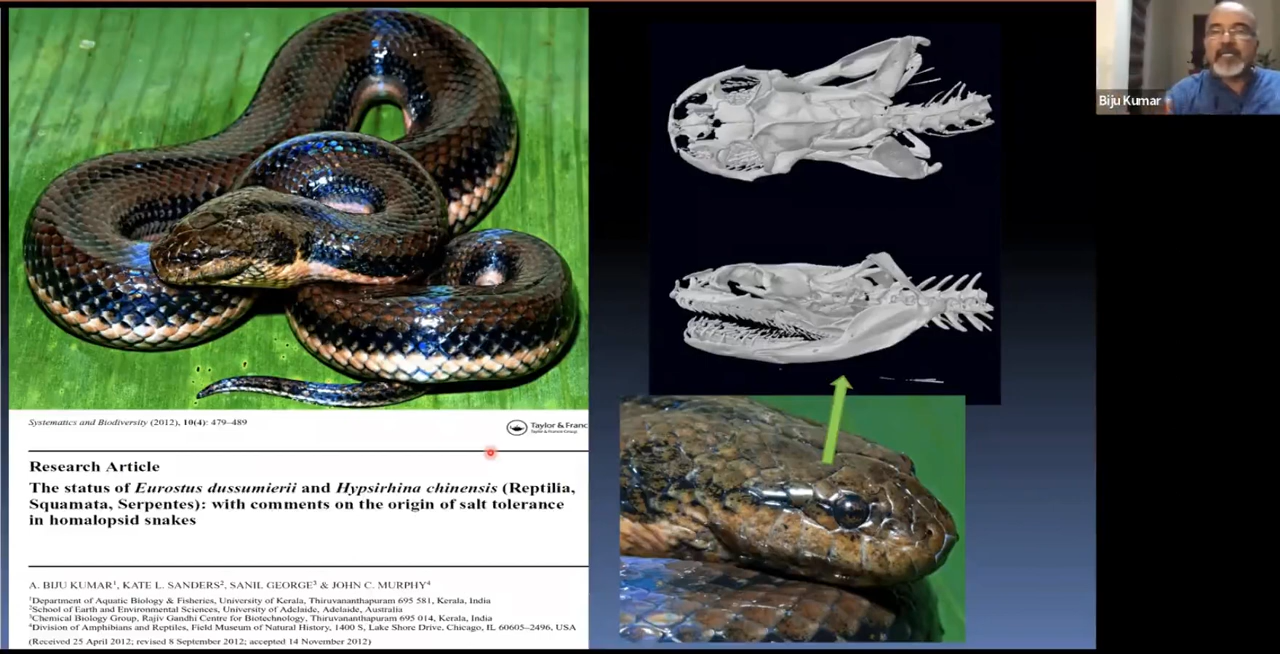 Biju Kumar
Systematics and Biodiversity (2012), 10(4): 479–489
Taylor & Franc
Taylor & Francis Group
Research Article
The status of Eurostus dussumierii and Hypsirhina chinensis (Reptilia,
Squamata, Serpentes): with comments on the origin of salt tolerance
in homalopsid snakes
A. BIJU KUMAR¹, KATE L. SANDERS², SANIL GEORGE³ & JOHN C. MURPHY⁴
¹Department of Aquatic Biology & Fisheries, University of Kerala, Thiruvananthapuram 695 581, Kerala, India
²School of Earth and Environmental Sciences, University of Adelaide, Adelaide, Australia
³Chemical Biology Group, Rajiv Gandhi Centre for Biotechnology, Thiruvananthapuram 695 014, Kerala, India
⁴Division of Amphibians and Reptiles, Field Museum of Natural History, 1400 S, Lake Shore Drive, Chicago, IL 60605–2496, USA
(Received 25 April 2012; revised 8 September 2012; accepted 14 November 2012)